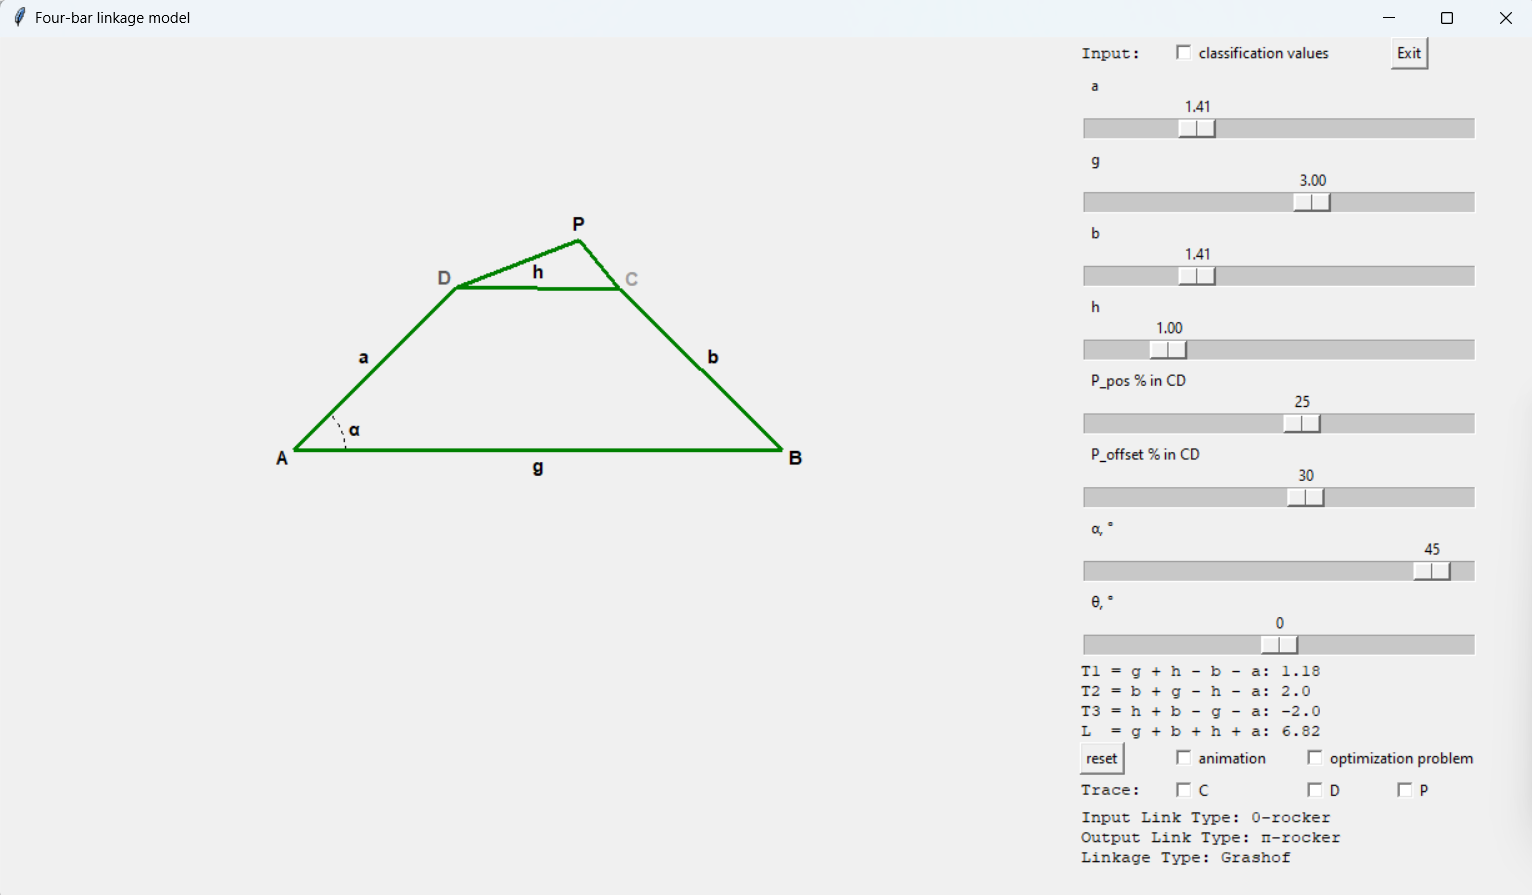 Four-bar linkage model
Input: classification values Exit
a
1.41
g
3.00
b
1.41
h
1.00
P_pos % in CD
25
P_offset % in CD
30
α, °
45
θ, °
0
T1 = g + h - b - a: 1.18
T2 = b + g - h - a: 2.0
T3 = h + b - g - a: -2.0
L = g + b + h + a: 6.82
reset animation optimization problem
Trace: C D P
Input Link Type: 0-rocker
Output Link Type: π-rocker
Linkage Type: Grashof
P
D h C
a b
α
A B
g